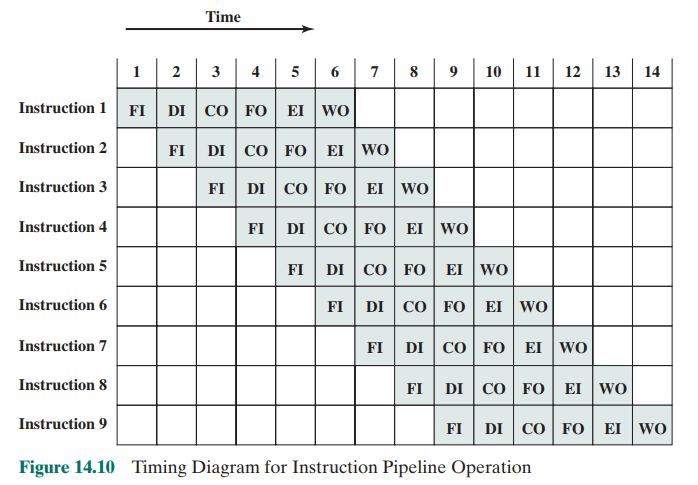 Time
1 2 3 4 5 6 7 8 9 10 11 12 13 14
Instruction 1 FI DI CO FO EI WO
Instruction 2 FI DI CO FO EI WO
Instruction 3 FI DI CO FO EI WO
Instruction 4 FI DI CO FO EI WO
Instruction 5 FI DI CO FO EI WO
Instruction 6 FI DI CO FO EI WO
Instruction 7 FI DI CO FO EI WO
Instruction 8 FI DI CO FO EI WO
Instruction 9 FI DI CO FO EI WO
Figure 14.10 Timing Diagram for Instruction Pipeline Operation